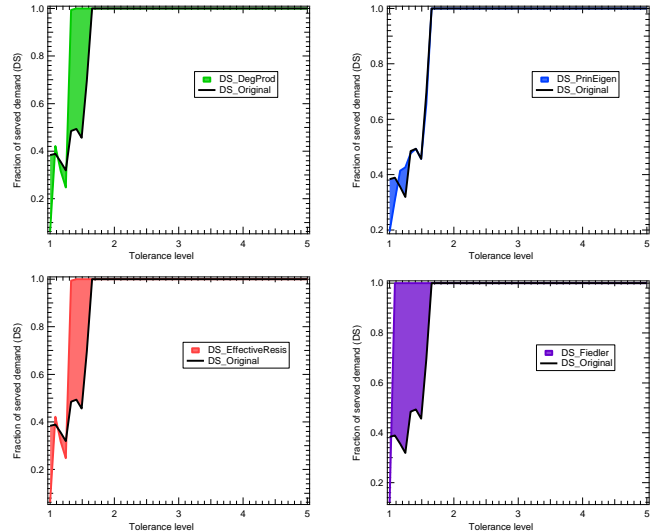 1.0
0.8
0.6
0.4
0.2
Fraction of served demand (DS)
DS_DegProd
DS_Original
1 2 3 4 5
Tolerance level
1.0
0.8
0.6
0.4
0.2
Fraction of served demand (DS)
DS_PrinEigen
DS_Original
1 2 3 4 5
Tolerance level
1.0
0.8
0.6
0.4
0.2
Fraction of served demand (DS)
DS_EffectiveResis
DS_Original
1 2 3 4 5
Tolerance level
1.0
0.8
0.6
0.4
0.2
Fraction of served demand (DS)
DS_Fiedler
DS_Original
1 2 3 4 5
Tolerance level